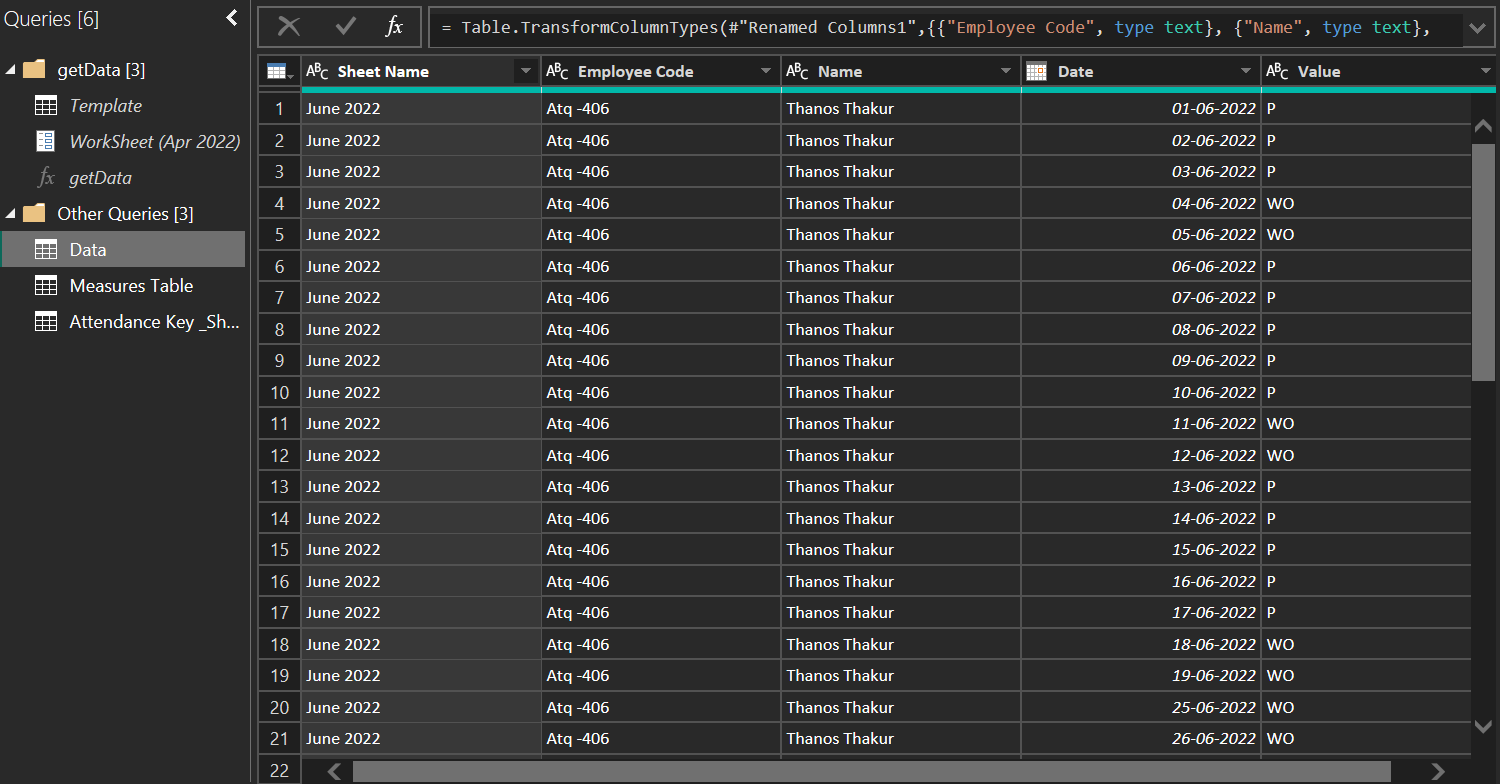 Queries [6]
getData [3]
Template
WorkSheet (Apr 2022)
fx getData
Other Queries [3]
Data
Measures Table
Attendance Key _Sh...
fx = Table.TransformColumnTypes(#"Renamed Columns1",{{"Employee Code", type text}, {"Name", type text},
ABC Sheet Name ABC Employee Code ABC Name Date ABC Value
1 June 2022 Atq -406 Thanos Thakur 01-06-2022 P
2 June 2022 Atq -406 Thanos Thakur 02-06-2022 P
3 June 2022 Atq -406 Thanos Thakur 03-06-2022 P
4 June 2022 Atq -406 Thanos Thakur 04-06-2022 WO
5 June 2022 Atq -406 Thanos Thakur 05-06-2022 WO
6 June 2022 Atq -406 Thanos Thakur 06-06-2022 P
7 June 2022 Atq -406 Thanos Thakur 07-06-2022 P
8 June 2022 Atq -406 Thanos Thakur 08-06-2022 P
9 June 2022 Atq -406 Thanos Thakur 09-06-2022 P
10 June 2022 Atq -406 Thanos Thakur 10-06-2022 P
11 June 2022 Atq -406 Thanos Thakur 11-06-2022 WO
12 June 2022 Atq -406 Thanos Thakur 12-06-2022 WO
13 June 2022 Atq -406 Thanos Thakur 13-06-2022 P
14 June 2022 Atq -406 Thanos Thakur 14-06-2022 P
15 June 2022 Atq -406 Thanos Thakur 15-06-2022 P
16 June 2022 Atq -406 Thanos Thakur 16-06-2022 P
17 June 2022 Atq -406 Thanos Thakur 17-06-2022 P
18 June 2022 Atq -406 Thanos Thakur 18-06-2022 WO
19 June 2022 Atq -406 Thanos Thakur 19-06-2022 WO
20 June 2022 Atq -406 Thanos Thakur 25-06-2022 WO
21 June 2022 Atq -406 Thanos Thakur 26-06-2022 WO
22